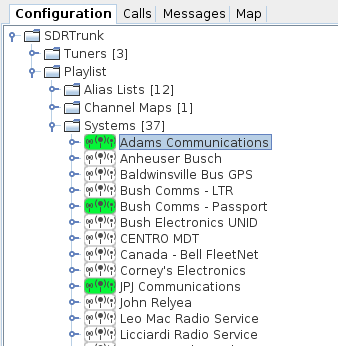 Configuration Calls Messages Map
SDRTrunk
Tuners [3]
Playlist
Alias Lists [12]
Channel Maps [1]
Systems [37]
Adams Communications
Anheuser Busch
Baldwinsville Bus GPS
Bush Comms - LTR
Bush Comms - Passport
Bush Electronics UNID
CENTRO MDT
Canada - Bell FleetNet
Corney's Electronics
JPJ Communications
John Relyea
Leo Mac Radio Service
Licciardi Radio Service